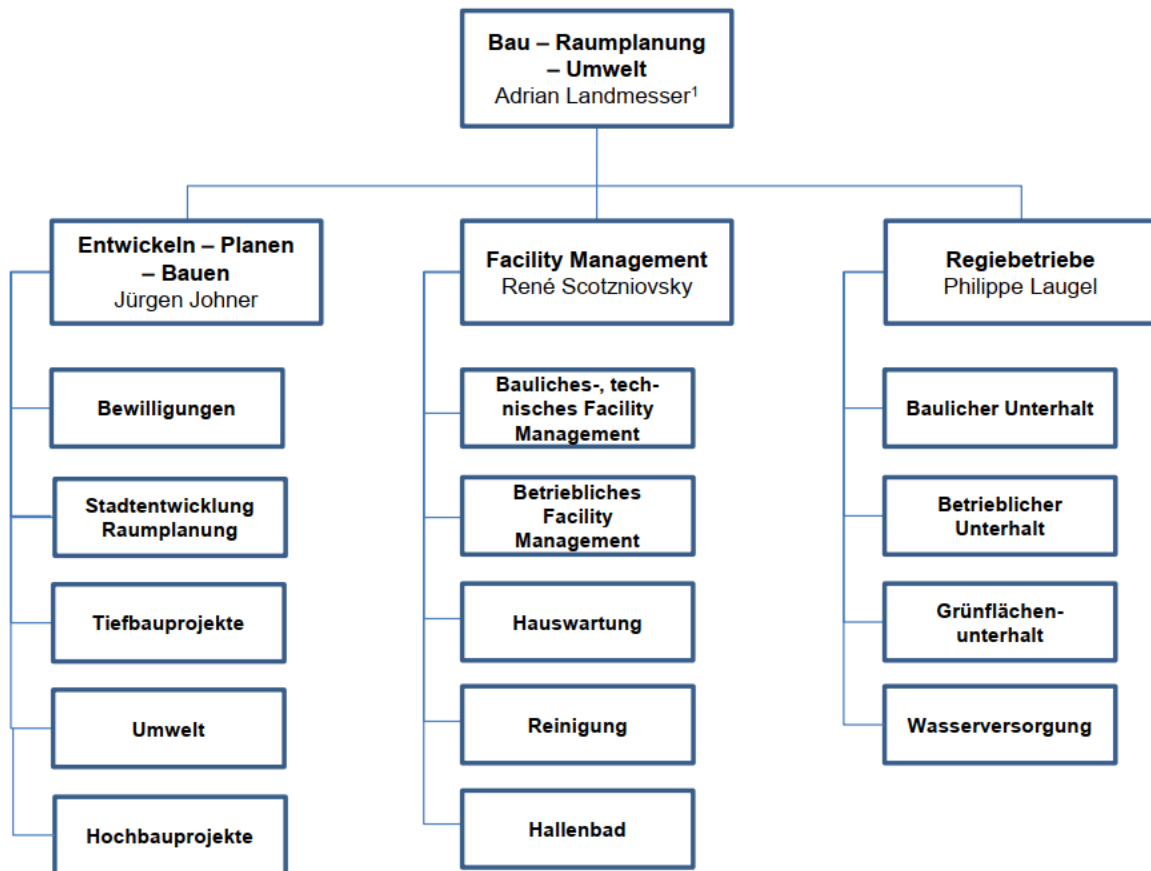 Bau – Raumplanung
– Umwelt
Adrian Landmesser¹
Entwickeln – Planen
– Bauen
Jürgen Johner
Facility Management
René Scotzniovsky
Regiebetriebe
Philippe Laugel
Bewilligungen
Bauliches-, tech-
nisches Facility
Management
Baulicher Unterhalt
Stadtentwicklung
Raumplanung
Betriebliches
Facility
Management
Betrieblicher
Unterhalt
Tiefbauprojekte
Hauswartung
Grünflächen-
unterhalt
Umwelt
Reinigung
Wasserversorgung
Hochbauprojekte
Hallenbad